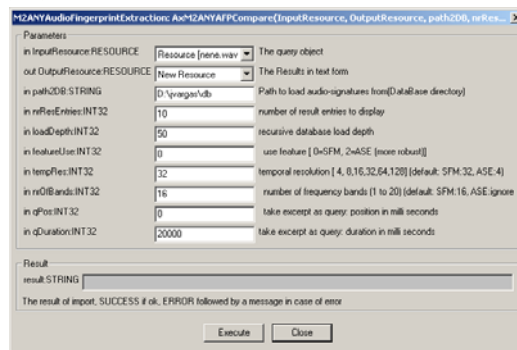 M2ANYAudioFingerprintExtraction: AxM2ANYAFPCompare(InputResource, OutputResource, path2DB, nrRes...
Parameters
in InputResource:RESOURCE Resource [nene.wav The query object
out OutputResource:RESOURCE New Resource The Results in text form
in path2DB:STRING D:\jvargas\db Path to load audio-signatures from(DataBase directory)
in nrResEntries:INT32 10 number of result entries to display
in loadDepth:INT32 50 recursive database load depth
in featureUse:INT32 0 use feature [ 0=SFM, 2=ASE (more robust)]
in tempRes:INT32 32 temporal resolution [ 4, 8,16,32,64,128] (default: SFM:32, ASE:4)
in nrOfBands:INT32 16 number of frequency bands (1 to 20) (default: SFM:16, ASE:ignore
in qPos:INT32 0 take excerpt as query: position in milli seconds
in qDuration:INT32 20000 take excerpt as query: duration in milli seconds
Result
result:STRING
The result of import, SUCCESS if ok, ERROR followed by a message in case of error
Execute Close